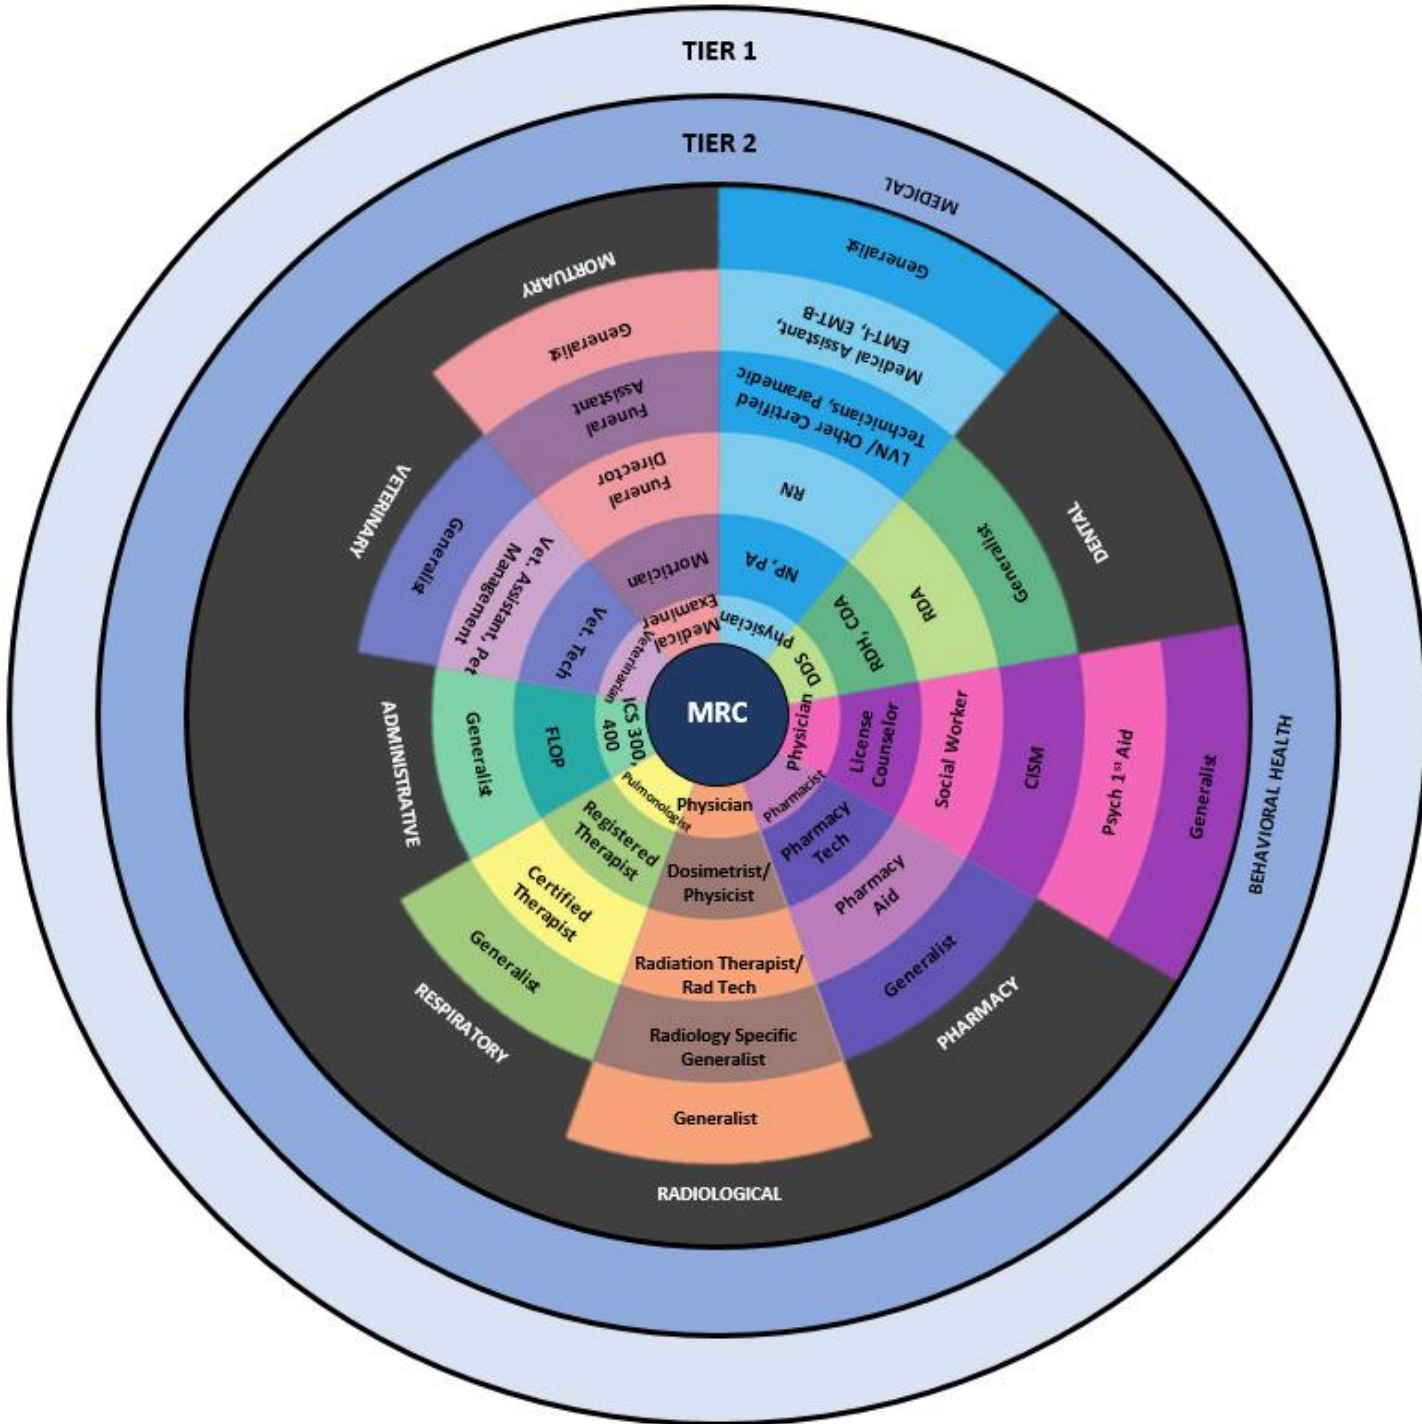 TIER 1
TIER 2
MEDICAL
Generalist
Medical Assistant,
EMT-I, EMT-B
LVN/ Other Certified
Technicians, Paramedic
RN
NP, PA
Physician
DENTAL
Generalist
RDA
RDH, CDA
DDS
BEHAVIORAL HEALTH
Generalist
Psych 1st Aid
CISM
Social Worker
License
Counselor
Physician
PHARMACY
Generalist
Pharmacy
Aid
Pharmacy
Tech
Pharmacist
RADIOLOGICAL
Generalist
Radiology Specific
Generalist
Radiation Therapist/
Rad Tech
Dosimetrist/
Physicist
Physician
RESPIRATORY
Generalist
Certified
Therapist
Registered
Therapist
Pulmonologist
ADMINISTRATIVE
Generalist
FLOP
ICS 300,
400
VETERINARY
Generalist
Vet. Assistant, Pet
Management
Vet. Tech
Veterinarian
MORTUARY
Generalist
Funeral
Assistant
Funeral
Director
Mortician
Medical
Examiner
MRC